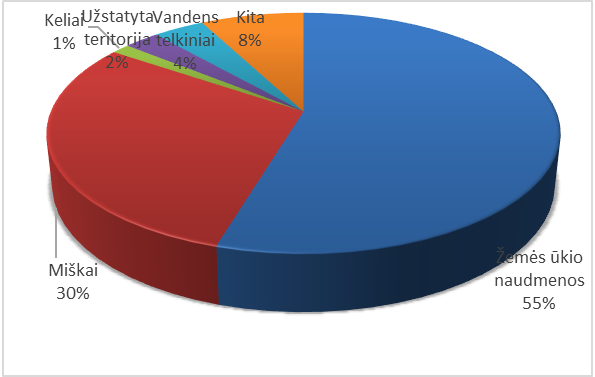 Keliai
1%
Užstatyta
teritorija
2%
Vandens
telkiniai
4%
Kita
8%
Miškai
30%
Žemės ūkio
naudmenos
55%